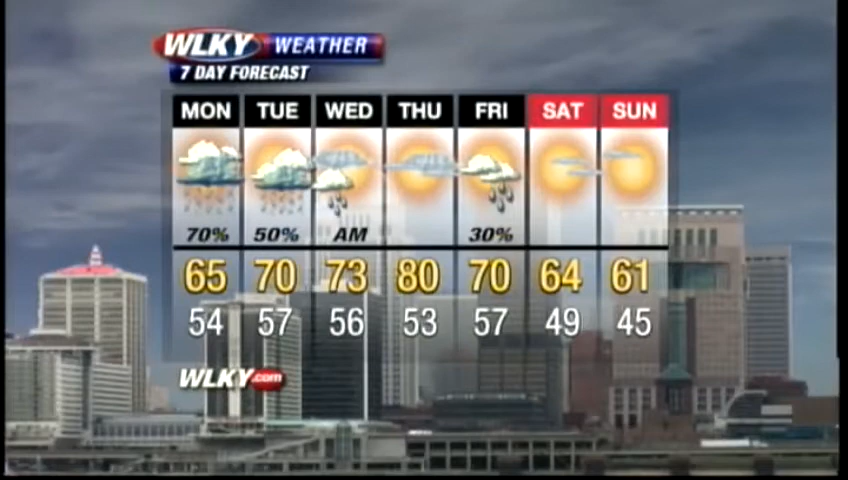 WLKY WEATHER
7 DAY FORECAST
MON TUE WED THU FRI SAT SUN
70% 50% AM 30%
65 70 73 80 70 64 61
54 57 56 53 57 49 45
WLKY.com